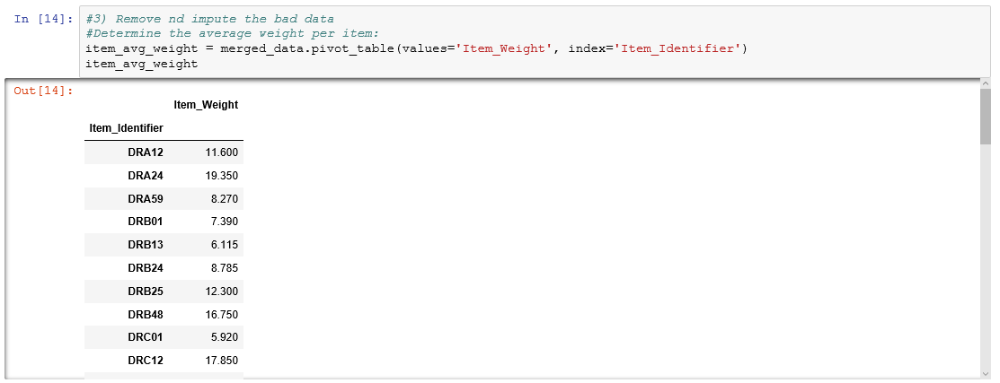 In [14]: #3) Remove nd impute the bad data
#Determine the average weight per item:
item_avg_weight = merged_data.pivot_table(values='Item_Weight', index='Item_Identifier')
item_avg_weight
Out[14]:
Item_Weight
Item_Identifier
DRA12 11.600
DRA24 19.350
DRA59 8.270
DRB01 7.390
DRB13 6.115
DRB24 8.785
DRB25 12.300
DRB48 16.750
DRC01 5.920
DRC12 17.850